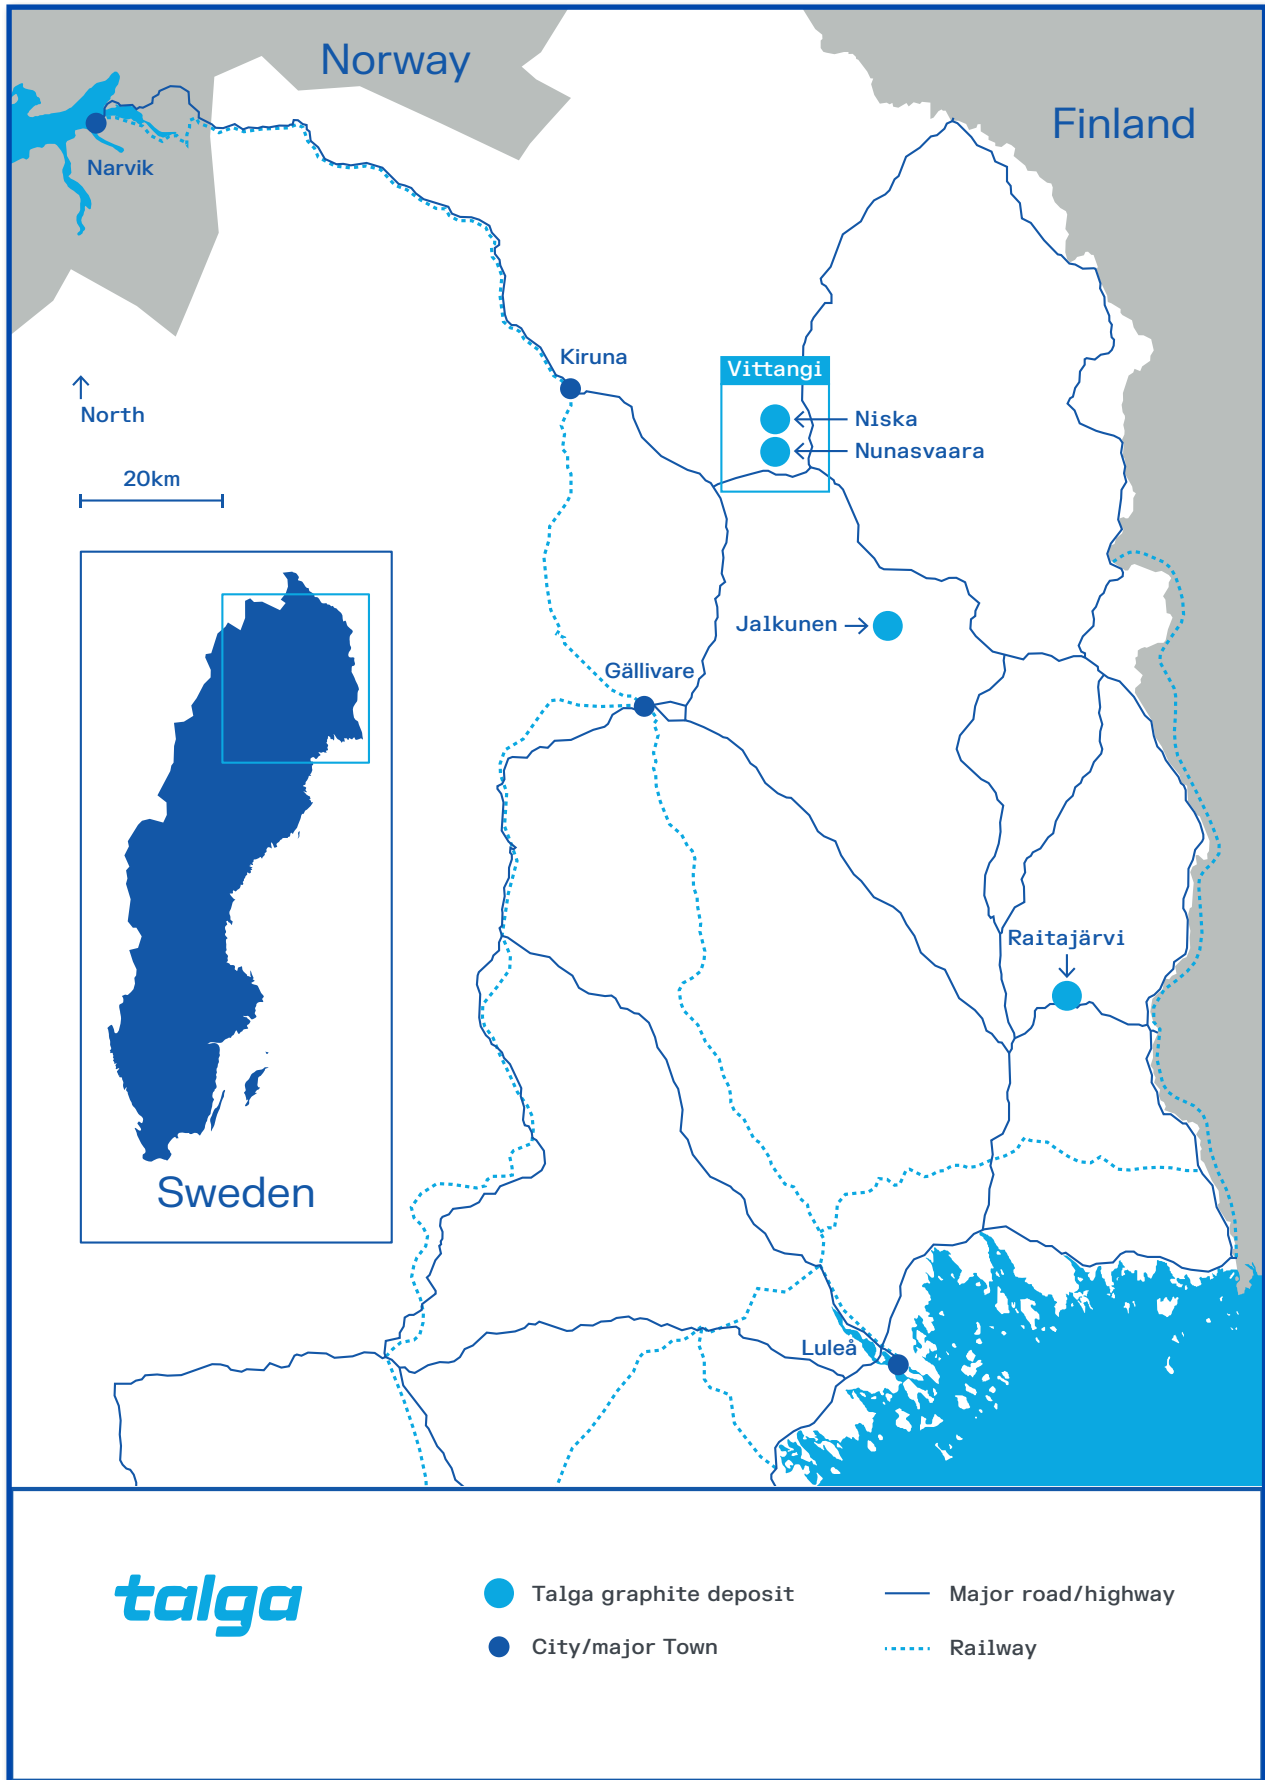 Norway
Finland
Narvik
Kiruna
Vittangi
North
Niska
Nunasvaara
20km
Jalkunen
Gällivare
Raitajärvi
Sweden
Luleå
talga
Talga graphite deposit
Major road/highway
City/major Town
Railway